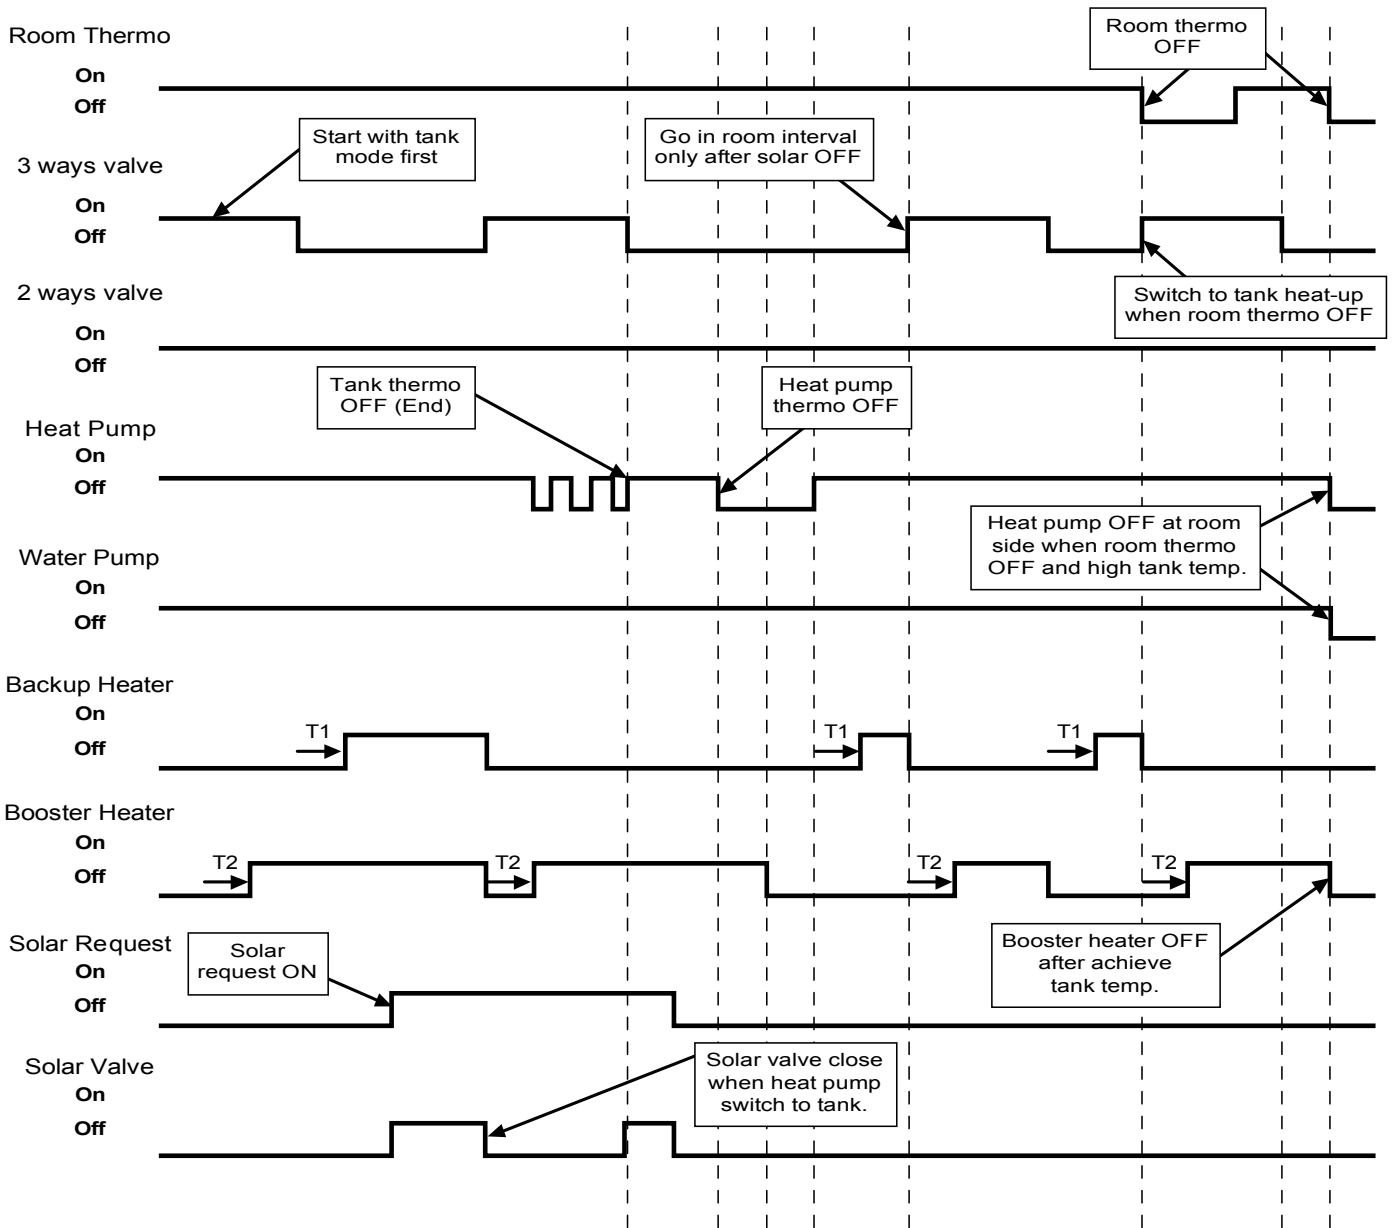 Room Thermo
On
Off
Room thermo
OFF
Start with tank
mode first
Go in room interval
only after solar OFF
3 ways valve
On
Off
2 ways valve
On
Off
Switch to tank heat-up
when room thermo OFF
Tank thermo
OFF (End)
Heat pump
thermo OFF
Heat Pump
On
Off
Heat pump OFF at room
side when room thermo
OFF and high tank temp.
Water Pump
On
Off
Backup Heater
On
Off
T1
T1
T1
Booster Heater
On
Off
T2
T2
T2
T2
Solar Request
On
Off
Solar
request ON
Booster heater OFF
after achieve
tank temp.
Solar Valve
On
Off
Solar valve close
when heat pump
switch to tank.